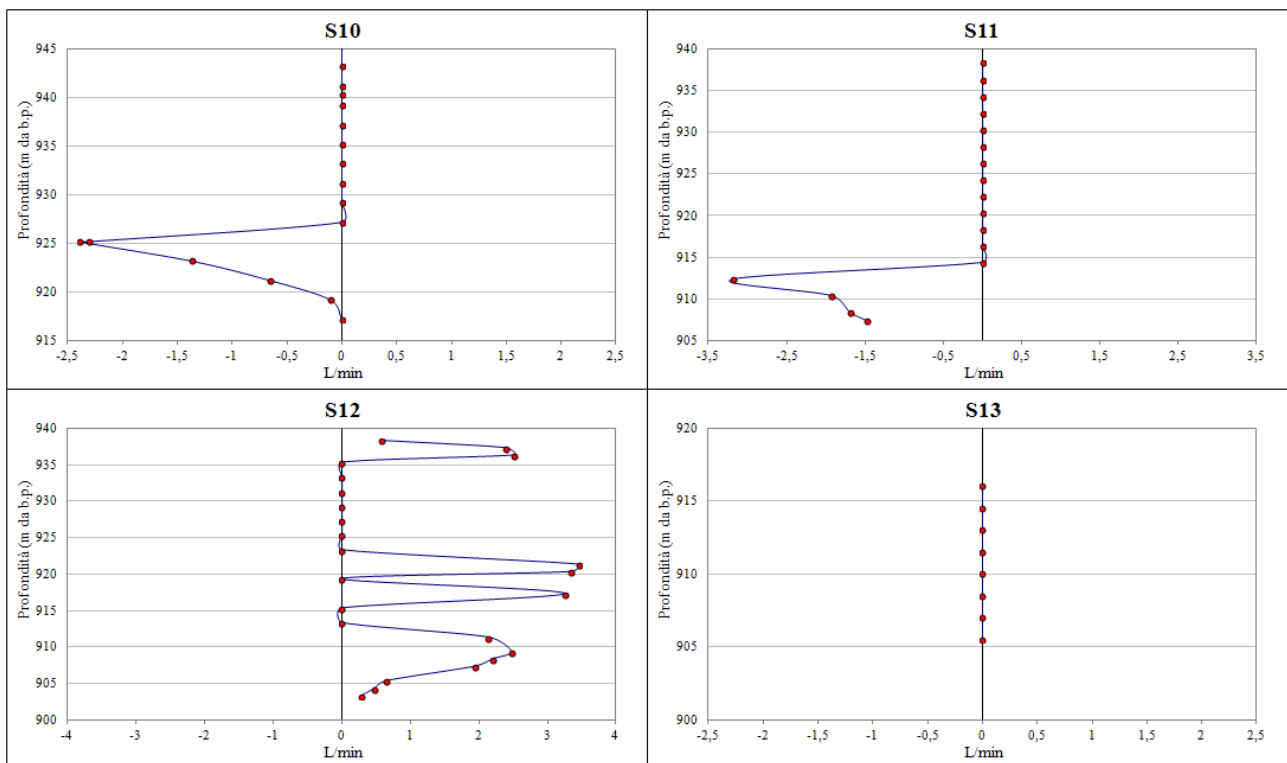 S10
Profondità (m da b.p.)
945
940
935
930
925
920
915
-2,5 -2 -1,5 -1 -0,5 0 0,5 1 1,5 2 2,5
L/min
S11
Profondità (m da b.p.)
940
935
930
925
920
915
910
905
-3,5 -2,5 -1,5 -0,5 0,5 1,5 2,5 3,5
L/min
S12
Profondità (m da b.p.)
940
935
930
925
920
915
910
905
900
-4 -3 -2 -1 0 1 2 3 4
L/min
S13
Profondità (m da b.p.)
920
915
910
905
900
-2,5 -2 -1,5 -1 -0,5 0 0,5 1 1,5 2 2,5
L/min